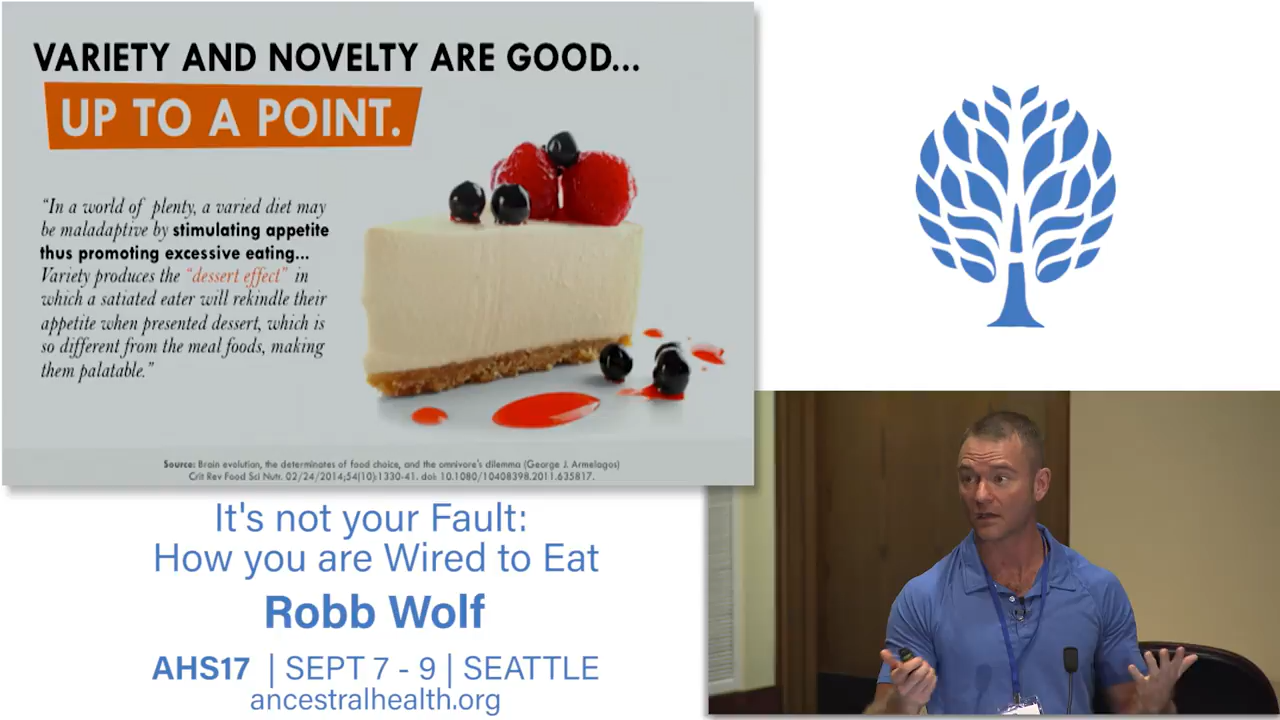 VARIETY AND NOVELTY ARE GOOD...
UP TO A POINT.
“In a world of plenty, a varied diet may
be maladaptive by stimulating appetite
thus promoting excessive eating...
Variety produces the “dessert effect” in
which a satiated eater will rekindle their
appetite when presented dessert, which is
so different from the meal foods, making
them palatable.”
Source: Brain evolution, the determinates of food choice, and the omnivore's dilemma (George J. Armelagos)
Crit Rev Food Sci Nutr. 02/24/2014;54(10):1330-41. doi: 10.1080/10408398.2011.635817.
It's not your Fault:
How you are Wired to Eat
Robb Wolf
AHS17 | SEPT 7 - 9 | SEATTLE
ancestralhealth.org